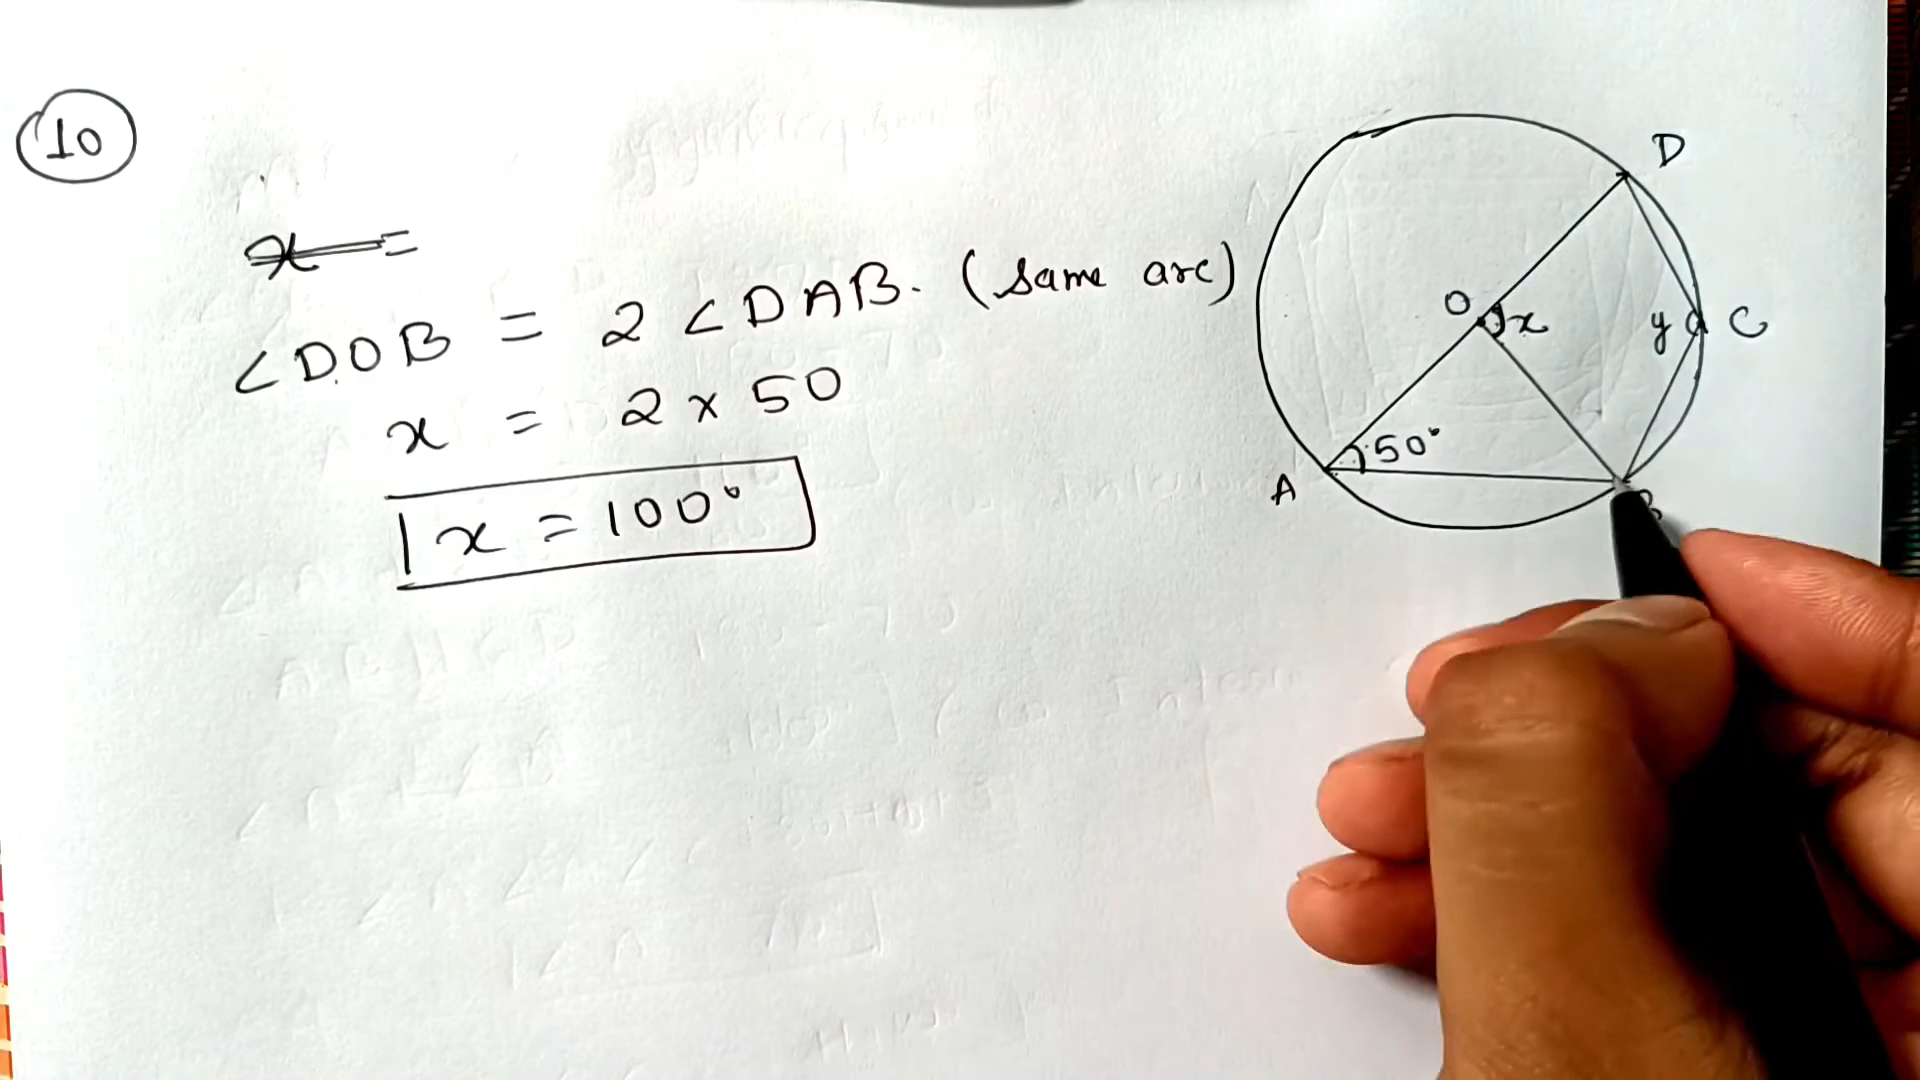 10
x =
∠DOB = 2 ∠DAB. (same arc)
x = 2 x 50
x = 100°
D
O
x
y
C
50°
A
B